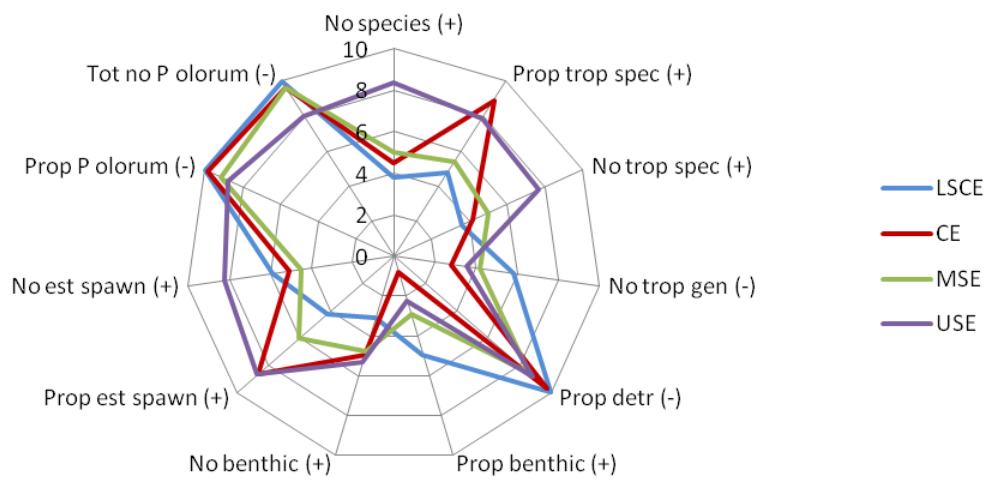 No species (+)
10
Tot no P olorum (-)
Prop trop spec (+)
8
6
Prop P olorum (-)
No trop spec (+)
4
2
0
No est spawn (+)
No trop gen (-)
Prop est spawn (+)
Prop detr (-)
No benthic (+)
Prop benthic (+)
LSCE
CE
MSE
USE